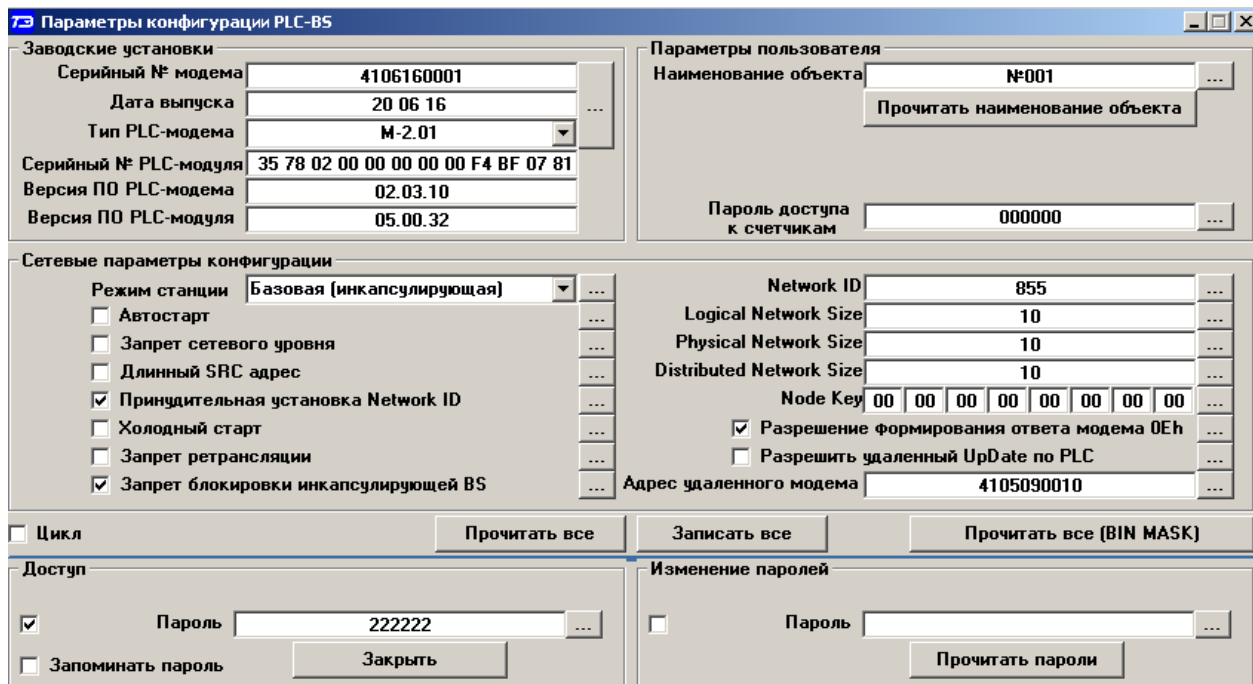 ТЭ Параметры конфигурации PLC-BS
Заводские установки
Серийный № модема 4106160001
Дата выпуска 20 06 16 ...
Тип PLC-модема М-2.01
Серийный № PLC-модуля 35 78 02 00 00 00 00 00 F4 BF 07 81
Версия ПО PLC-модема 02.03.10
Версия ПО PLC-модуля 05.00.32
Параметры пользователя
Наименование объекта №001 ...
Прочитать наименование объекта
Пароль доступа
к счетчикам 000000 ...
Сетевые параметры конфигурации
Режим станции Базовая (инкапсулирующая) ...
Автостарт ...
Запрет сетевого уровня ...
Длинный SRC адрес ...
Принудительная установка Network ID ...
Холодный старт ...
Запрет ретрансляции ...
Запрет блокировки инкапсулирующей BS ...
Network ID 855 ...
Logical Network Size 10 ...
Physical Network Size 10 ...
Distributed Network Size 10 ...
Node Key 00 00 00 00 00 00 00 00 ...
Разрешение формирования ответа модема 0Eh ...
Разрешить удаленный UpDate по PLC ...
Адрес удаленного модема 4105090010 ...
Цикл Прочитать все Записать все Прочитать все (BIN MASK)
Доступ
Пароль 222222 ...
Запоминать пароль Закрыть
Изменение паролей
Пароль ...
Прочитать пароли